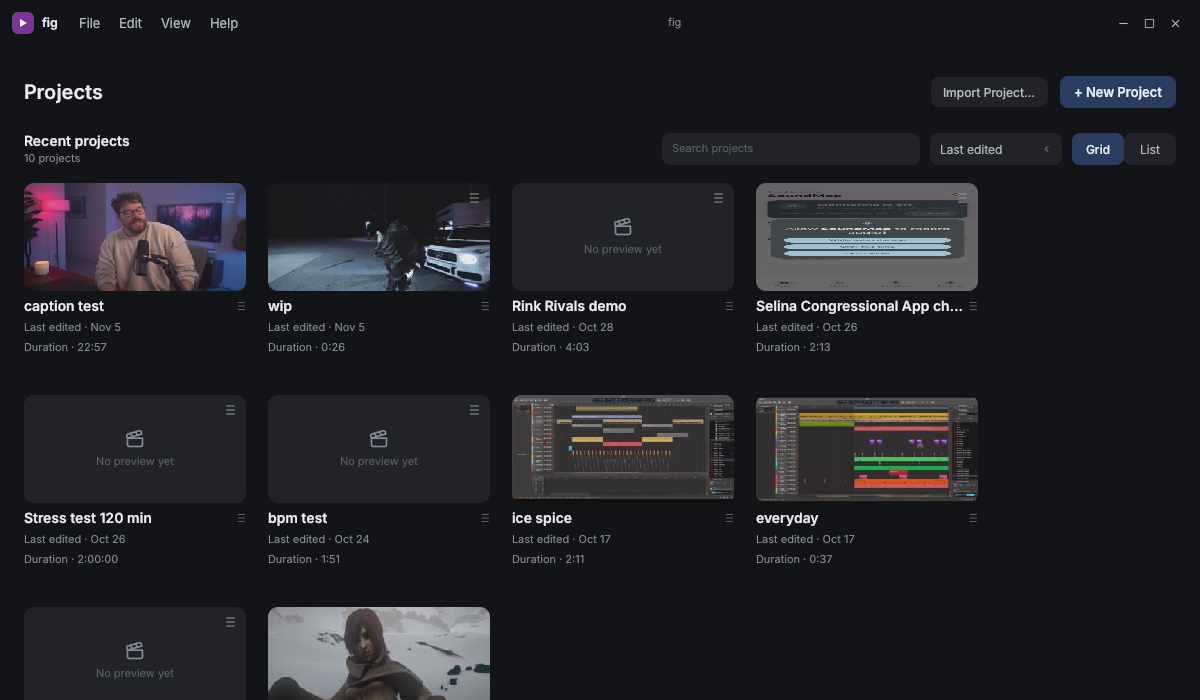 fig
File
Edit
View
Help
fig
Projects
Import Project...
+ New Project
Recent projects
10 projects
Search projects
Last edited
Grid
List
No preview yet
caption test
Last edited · Nov 5
Duration · 22:57
wip
Last edited · Nov 5
Duration · 0:26
Rink Rivals demo
Last edited · Oct 28
Duration · 4:03
Selina Congressional App ch...
Last edited · Oct 26
Duration · 2:13
No preview yet
No preview yet
Stress test 120 min
Last edited · Oct 26
Duration · 2:00:00
bpm test
Last edited · Oct 24
Duration · 1:51
ice spice
Last edited · Oct 17
Duration · 2:11
everyday
Last edited · Oct 17
Duration · 0:37
No preview yet